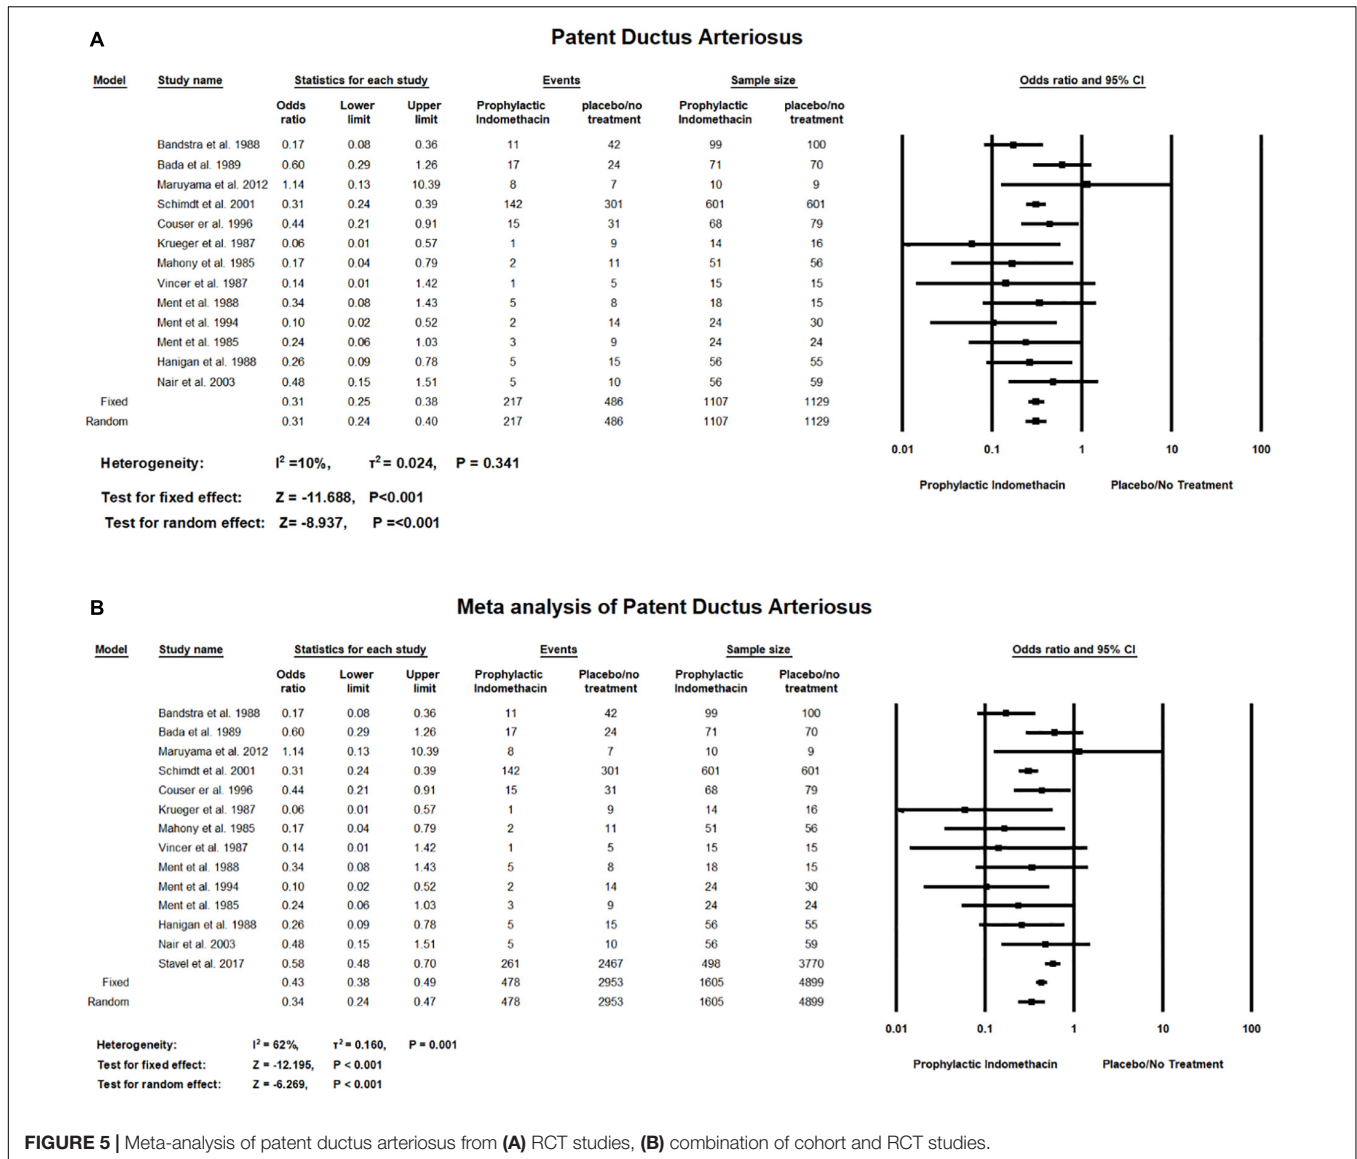 A
Patent Ductus Arteriosus
Model Study name Statistics for each study Events Sample size Odds ratio and 95% CI
Odds ratio Lower limit Upper limit Prophylactic Indomethacin placebo/no treatment Prophylactic Indomethacin placebo/no treatment
Bandstra et al. 1988 0.17 0.08 0.36 11 42 99 100
Bada et al. 1989 0.60 0.29 1.26 17 24 71 70
Maruyama et al. 2012 1.14 0.13 10.39 8 7 10 9
Schimdt et al. 2001 0.31 0.24 0.39 142 301 601 601
Couser er al. 1996 0.44 0.21 0.91 15 31 68 79
Krueger et al. 1987 0.06 0.01 0.57 1 9 14 16
Mahony et al. 1985 0.17 0.04 0.79 2 11 51 56
Vincer et al. 1987 0.14 0.01 1.42 1 5 15 15
Ment et al. 1988 0.34 0.08 1.43 5 8 18 15
Ment et al. 1994 0.10 0.02 0.52 2 14 24 30
Ment et al. 1985 0.24 0.06 1.03 3 9 24 24
Hanigan et al. 1988 0.26 0.09 0.78 5 15 56 55
Nair et al. 2003 0.48 0.15 1.51 5 10 56 59
Fixed 0.31 0.25 0.38 217 486 1107 1129
Random 0.31 0.24 0.40 217 486 1107 1129
0.01 0.1 1 10 100
Prophylactic Indomethacin Placebo/No Treatment
Heterogeneity: I² =10%, τ² = 0.024, P = 0.341
Test for fixed effect: Z = -11.688, P<0.001
Test for random effect: Z= -8.937, P =<0.001
B
Meta analysis of Patent Ductus Arteriosus
Model Study name Statistics for each study Events Sample size Odds ratio and 95% CI
Odds ratio Lower limit Upper limit Prophylactic Indomethacin Placebo/no treatment Prophylactic Indomethacin Placebo/no treatment
Bandstra et al. 1988 0.17 0.08 0.36 11 42 99 100
Bada et al. 1989 0.60 0.29 1.26 17 24 71 70
Maruyama et al. 2012 1.14 0.13 10.39 8 7 10 9
Schimdt et al. 2001 0.31 0.24 0.39 142 301 601 601
Couser er al. 1996 0.44 0.21 0.91 15 31 68 79
Krueger et al. 1987 0.06 0.01 0.57 1 9 14 16
Mahony et al. 1985 0.17 0.04 0.79 2 11 51 56
Vincer et al. 1987 0.14 0.01 1.42 1 5 15 15
Ment et al. 1988 0.34 0.08 1.43 5 8 18 15
Ment et al. 1994 0.10 0.02 0.52 2 14 24 30
Ment et al. 1985 0.24 0.06 1.03 3 9 24 24
Hanigan et al. 1988 0.26 0.09 0.78 5 15 56 55
Nair et al. 2003 0.48 0.15 1.51 5 10 56 59
Stavel et al. 2017 0.58 0.48 0.70 261 2467 498 3770
Fixed 0.43 0.38 0.49 478 2953 1605 4899
Random 0.34 0.24 0.47 478 2953 1605 4899
0.01 0.1 1 10 100
Prophylactic Indomethacin Placebo/No Treatment
Heterogeneity: I² = 62%, τ² = 0.160, P = 0.001
Test for fixed effect: Z = -12.195, P < 0.001
Test for random effect: Z = -6.269, P < 0.001
FIGURE 5 | Meta-analysis of patent ductus arteriosus from (A) RCT studies, (B) combination of cohort and RCT studies.